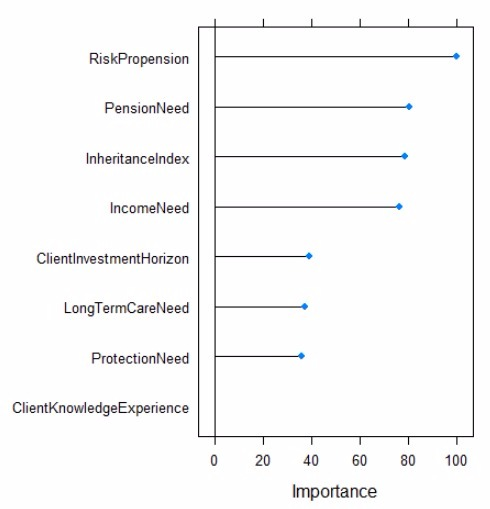 RiskPropension
PensionNeed
InheritanceIndex
IncomeNeed
ClientInvestmentHorizon
LongTermCareNeed
ProtectionNeed
ClientKnowledgeExperience
0 20 40 60 80 100
Importance